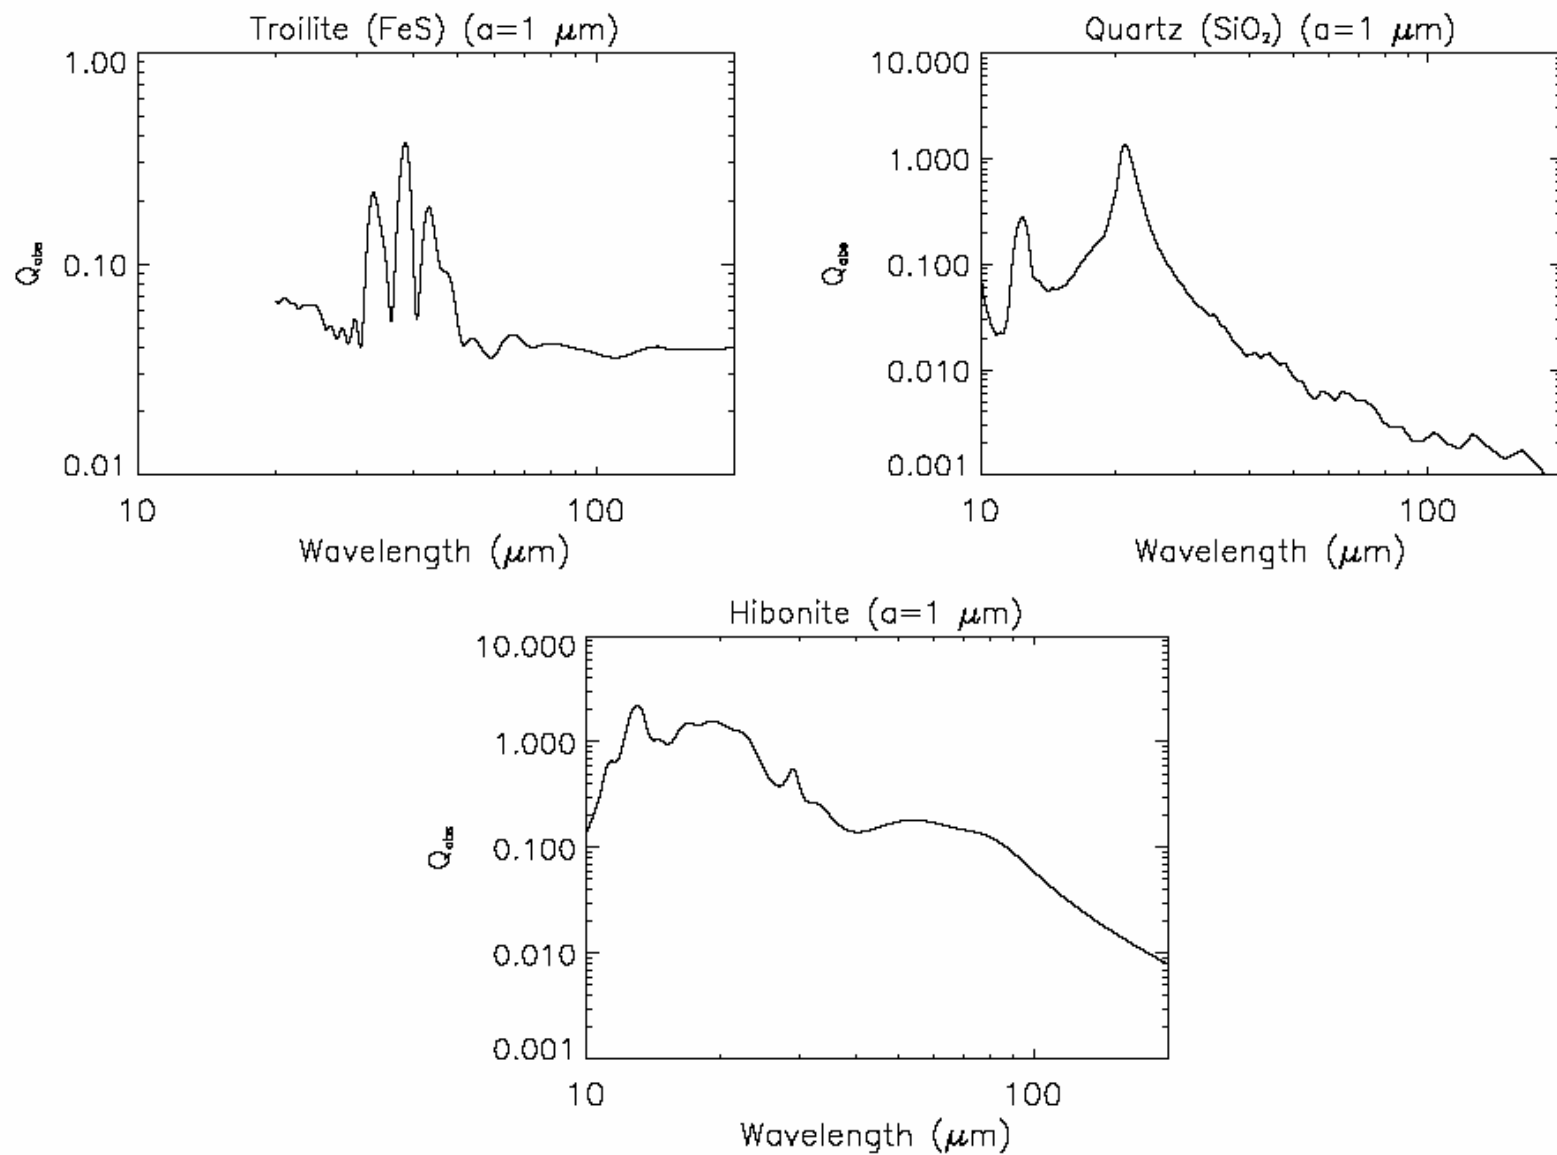 Troilite (FeS) (a=1 μm)
1.00
0.10
0.01
Qabs
10 100
Wavelength (μm)
Quartz (SiO₂) (a=1 μm)
10.000
1.000
0.100
0.010
0.001
Qabs
10 100
Wavelength (μm)
Hibonite (a=1 μm)
10.000
1.000
0.100
0.010
0.001
Qabs
10 100
Wavelength (μm)